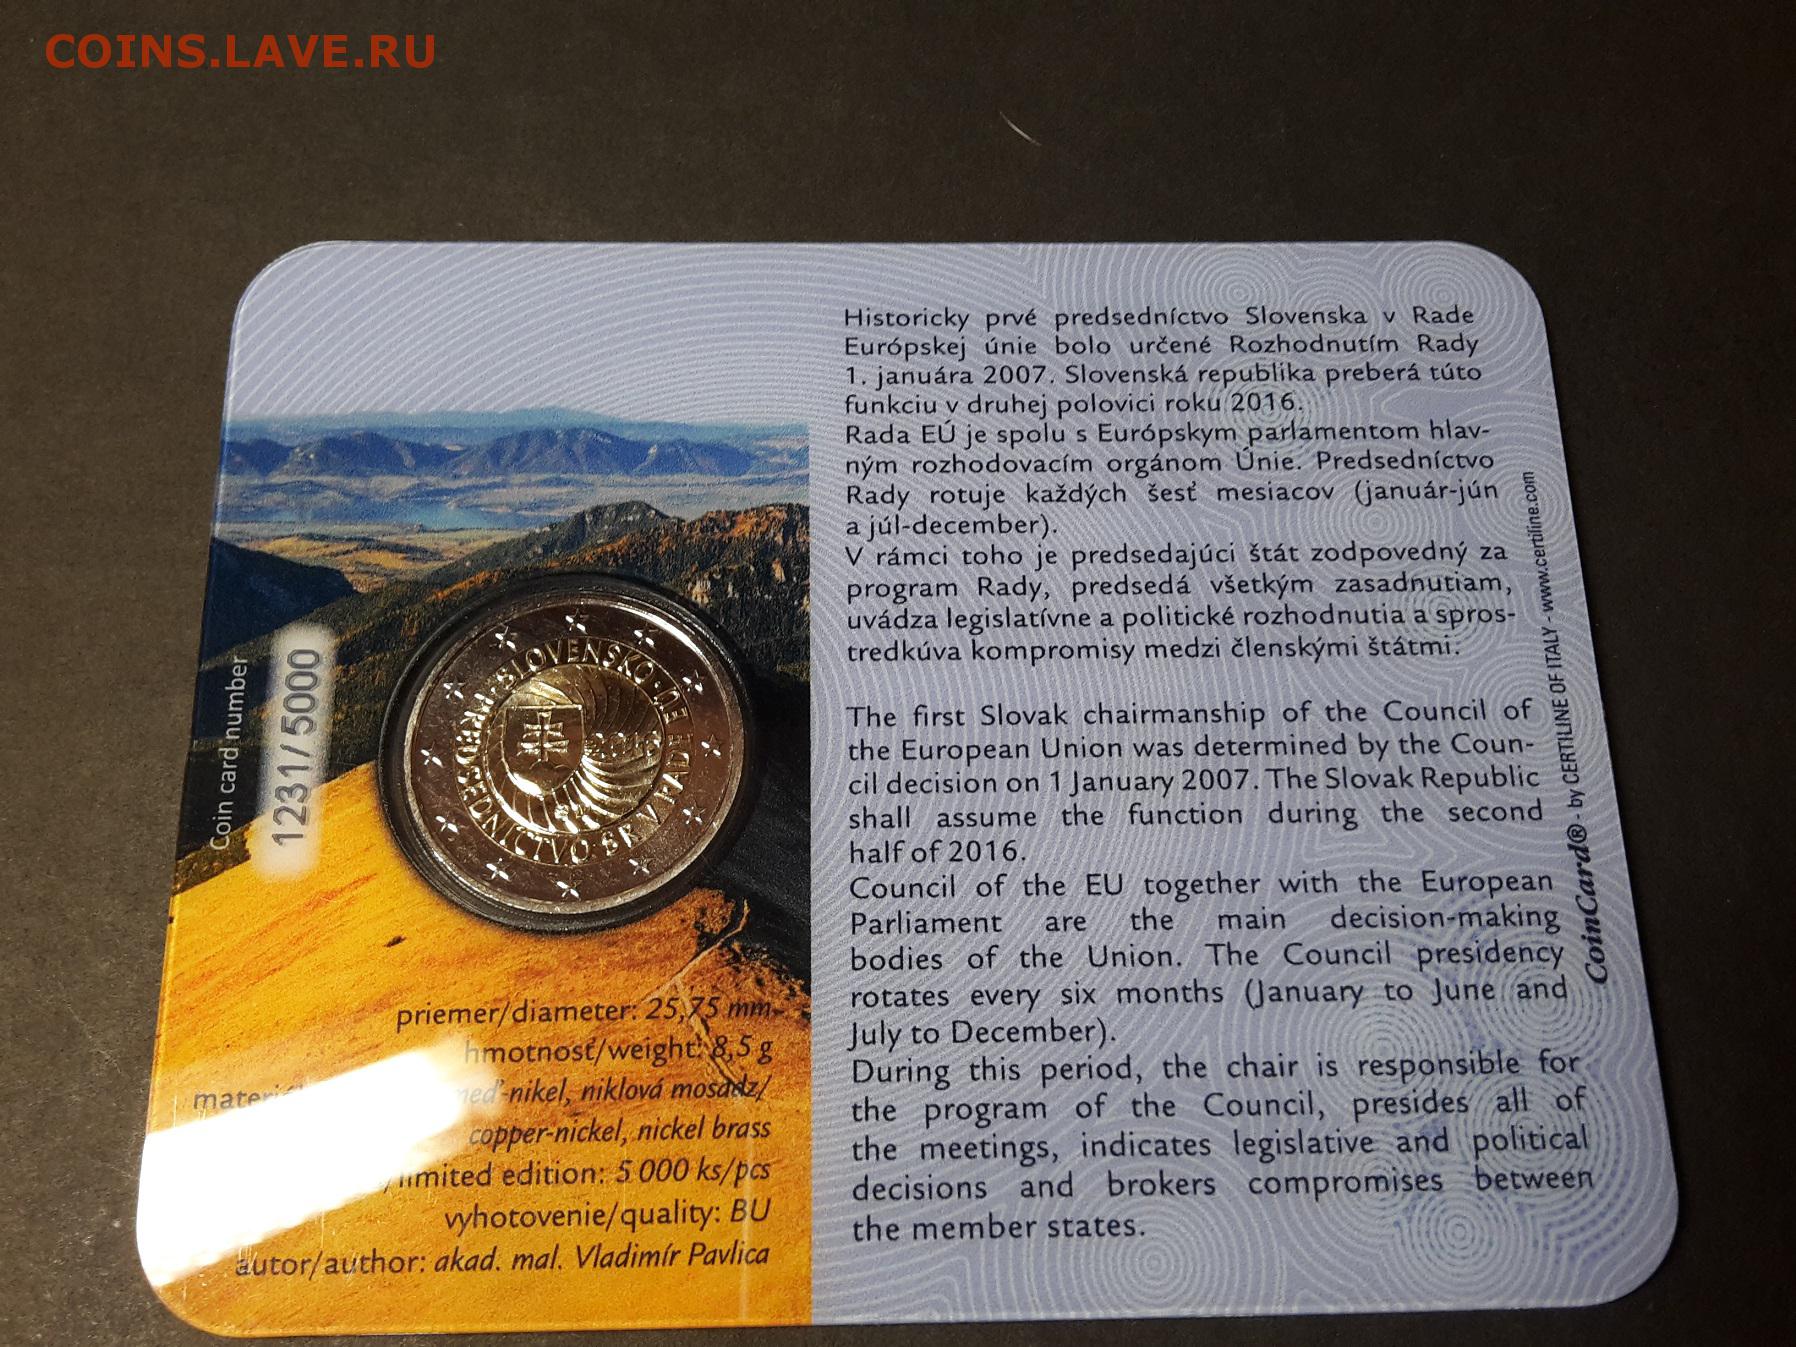 COINS.LAVE.RU
Coin card number
1231/5000
SLOVENSKO · PREDSEDNÍCTVO SR V RADE EÚ
2016
priemer/diameter: 25,75 mm
hmotnosť/weight: 8,5 g
meď-nikel, niklová mosadz/
copper-nickel, nickel brass
/limited edition: 5 000 ks/pcs
vyhotovenie/quality: BU
autor/author: akad. mal. Vladimír Pavlica
Historicky prvé predsedníctvo Slovenska v Rade
Európskej únie bolo určené Rozhodnutím Rady
1. januára 2007. Slovenská republika preberá túto
funkciu v druhej polovici roku 2016.
Rada EÚ je spolu s Európskym parlamentom hlav-
ným rozhodovacím orgánom Únie. Predsedníctvo
Rady rotuje každých šesť mesiacov (január-jún
a júl-december).
V rámci toho je predsedajúci štát zodpovedný za
program Rady, predsedá všetkým zasadnutiam,
uvádza legislatívne a politické rozhodnutia a spros-
tredkúva kompromisy medzi členskými štátmi.
The first Slovak chairmanship of the Council of
the European Union was determined by the Coun-
cil decision on 1 January 2007. The Slovak Republic
shall assume the function during the second
half of 2016.
Council of the EU together with the European
Parliament are the main decision-making
bodies of the Union. The Council presidency
rotates every six months (January to June and
July to December).
During this period, the chair is responsible for
the program of the Council, presides all of
the meetings, indicates legislative and political
decisions and brokers compromises between
the member states.
CoinCard® - by CERTILINE OF ITALY - www.certiline.com